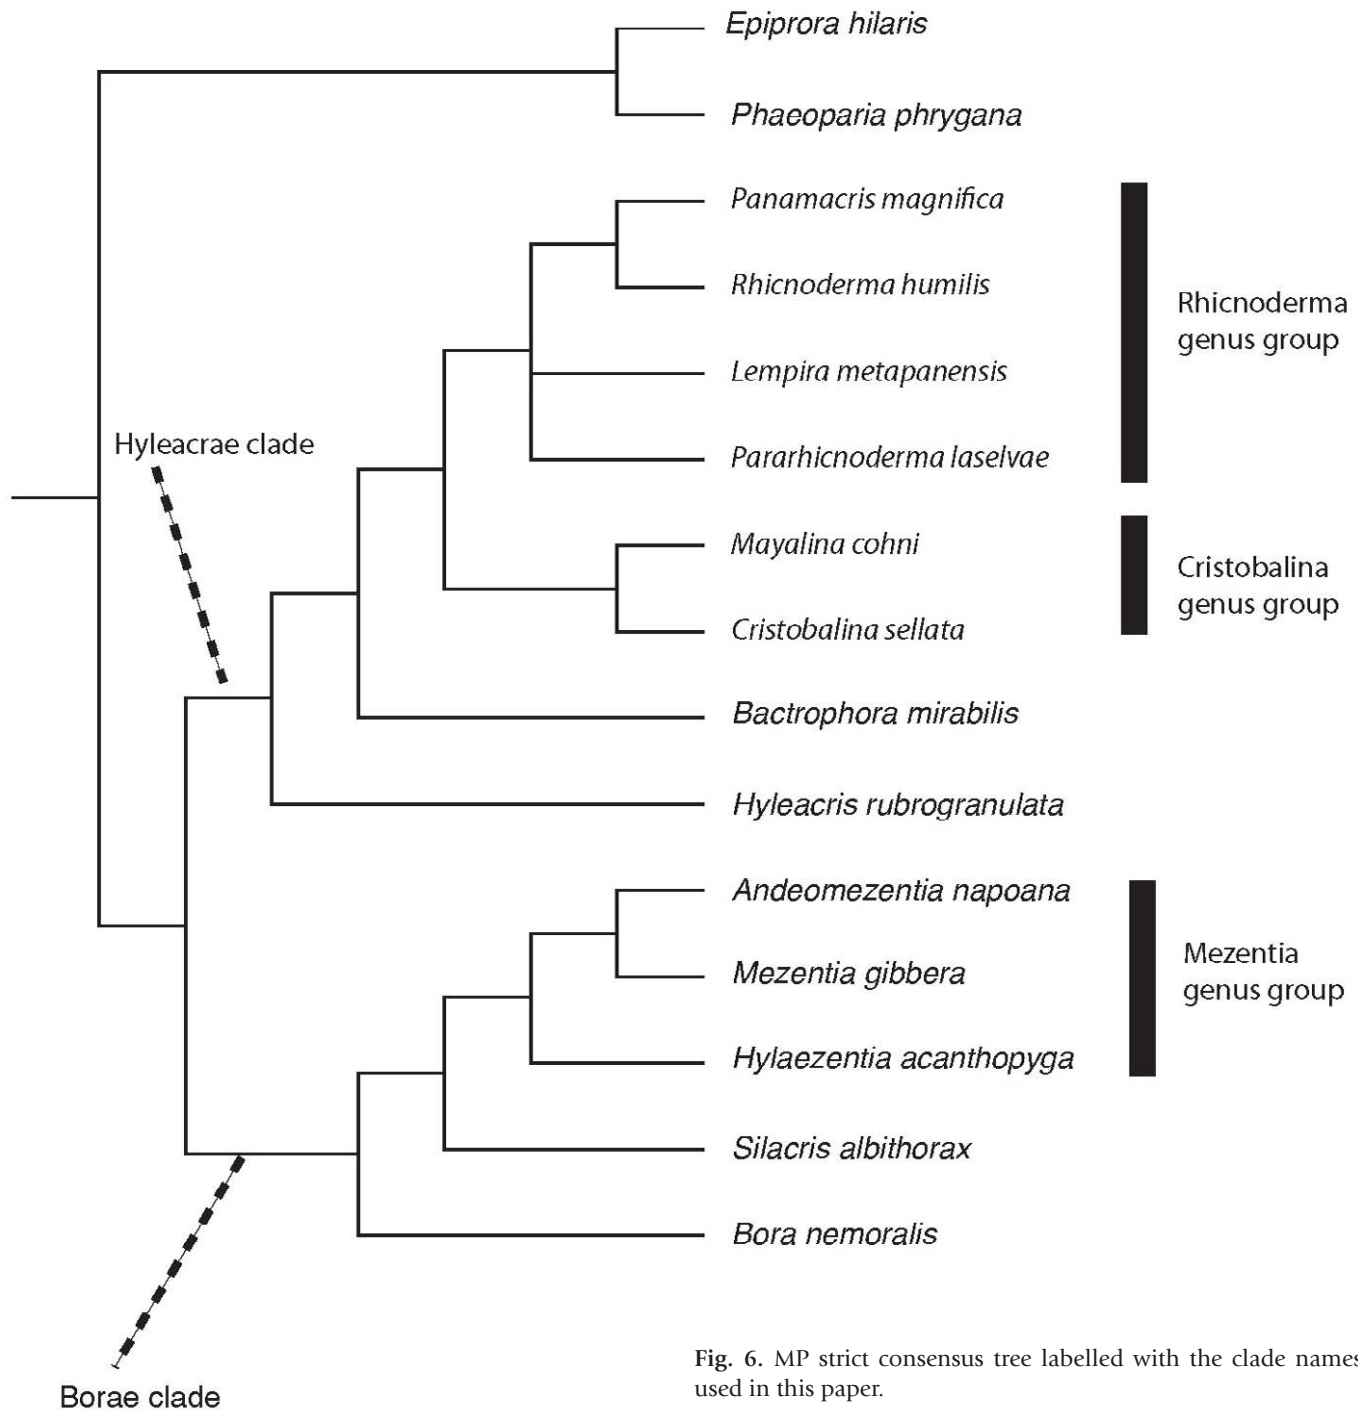 Epiprora hilaris
Phaeoparia phrygana
Panamacris magnifica
Rhicnoderma humilis
Lempira metapanensis
Pararhicnoderma laselvae
Rhicnoderma
genus group
Hyleacrae clade
Mayalina cohni
Cristobalina sellata
Cristobalina
genus group
Bactrophora mirabilis
Hyleacris rubrogranulata
Andeomezentia napoana
Mezentia gibbera
Hylaezentia acanthopyga
Mezentia
genus group
Silacris albithorax
Bora nemoralis
Borae clade
Fig. 6. MP strict consensus tree labelled with the clade names
used in this paper.